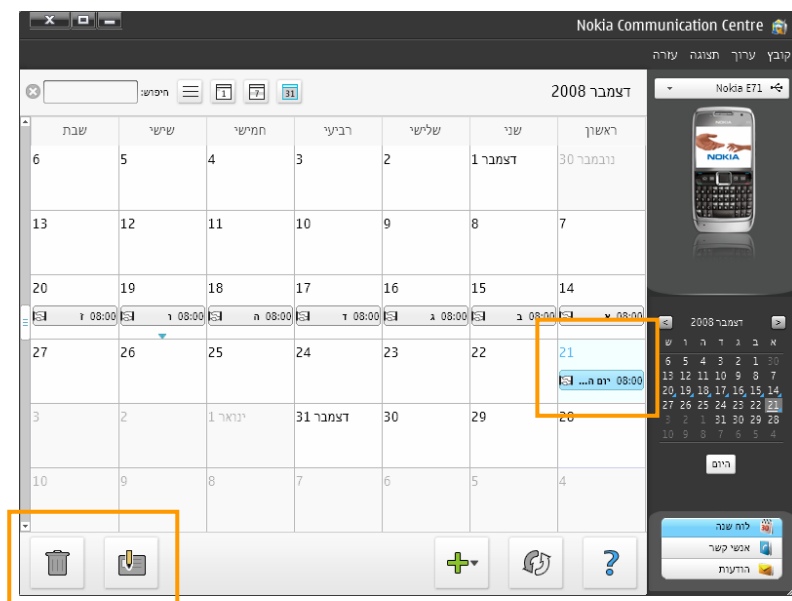 Nokia Communication Centre
קובץ ערוך תצוגה עזרה
Nokia E71
NOKIA
דצמבר 2008
31 7 1 חיפוש:
ראשון שני שלישי רביעי חמישי שישי שבת
נובמבר 30 דצמבר 1 2 3 4 5 6
7 8 9 10 11 12 13
14 15 16 17 18 19 20
08:00 א 08:00 ב 08:00 ג 08:00 ד 08:00 ה 08:00 ו 08:00 ז
21 22 23 24 25 26 27
08:00 יום ה...
28 29 30 דצמבר 31 ינואר 1 2 3
4 5 6 7 8 9 10
דצמבר 2008
א ב ג ד ה ו ש
30 1 2 3 4 5 6
7 8 9 10 11 12 13
14 15 16 17 18 19 20
21 22 23 24 25 26 27
28 29 30 31 1 2 3
4 5 6 7 8 9 10
היום
לוח שנה
אנשי קשר
הודעות